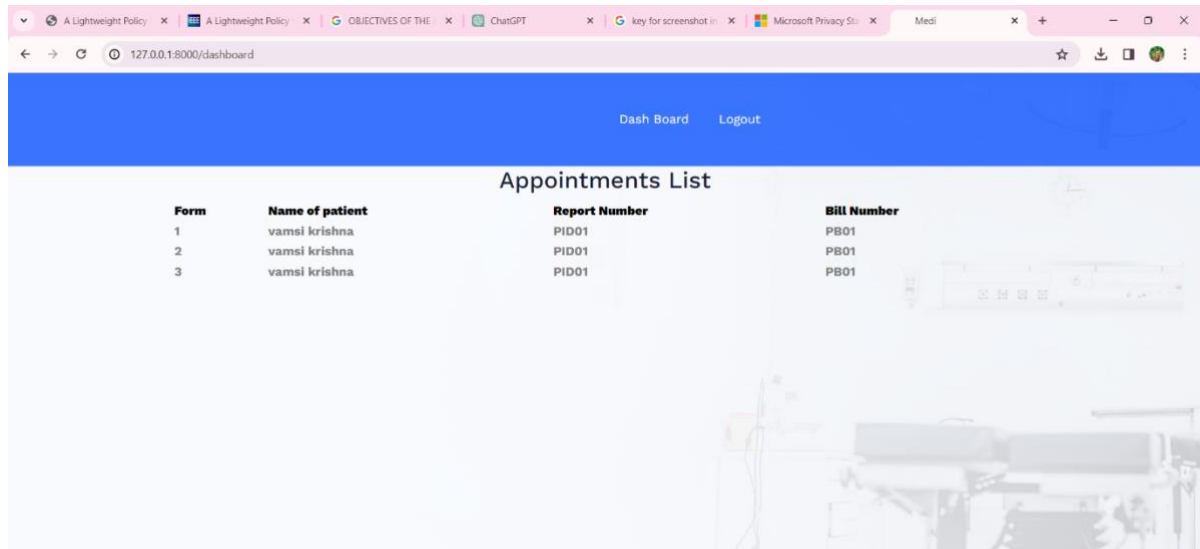 A Lightweight Policy
A Lightweight Policy
OBJECTIVES OF THE
ChatGPT
key for screenshot in
Microsoft Privacy Sta
Medi
127.0.0.1:8000/dashboard
Dash Board Logout
Appointments List
Form Name of patient Report Number Bill Number
1 vamsi krishna PID01 PB01
2 vamsi krishna PID01 PB01
3 vamsi krishna PID01 PB01